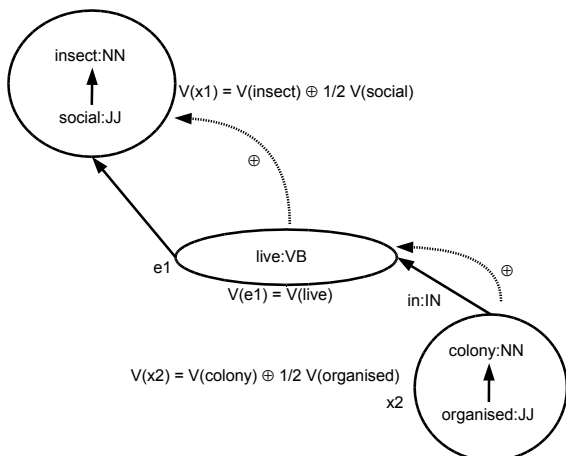 insect:NN
V(x1) = V(insect) ⊕ 1/2 V(social)
social:JJ
⊕
live:VB
e1
⊕
V(e1) = V(live)
in:IN
colony:NN
V(x2) = V(colony) ⊕ 1/2 V(organised)
x2
organised:JJ